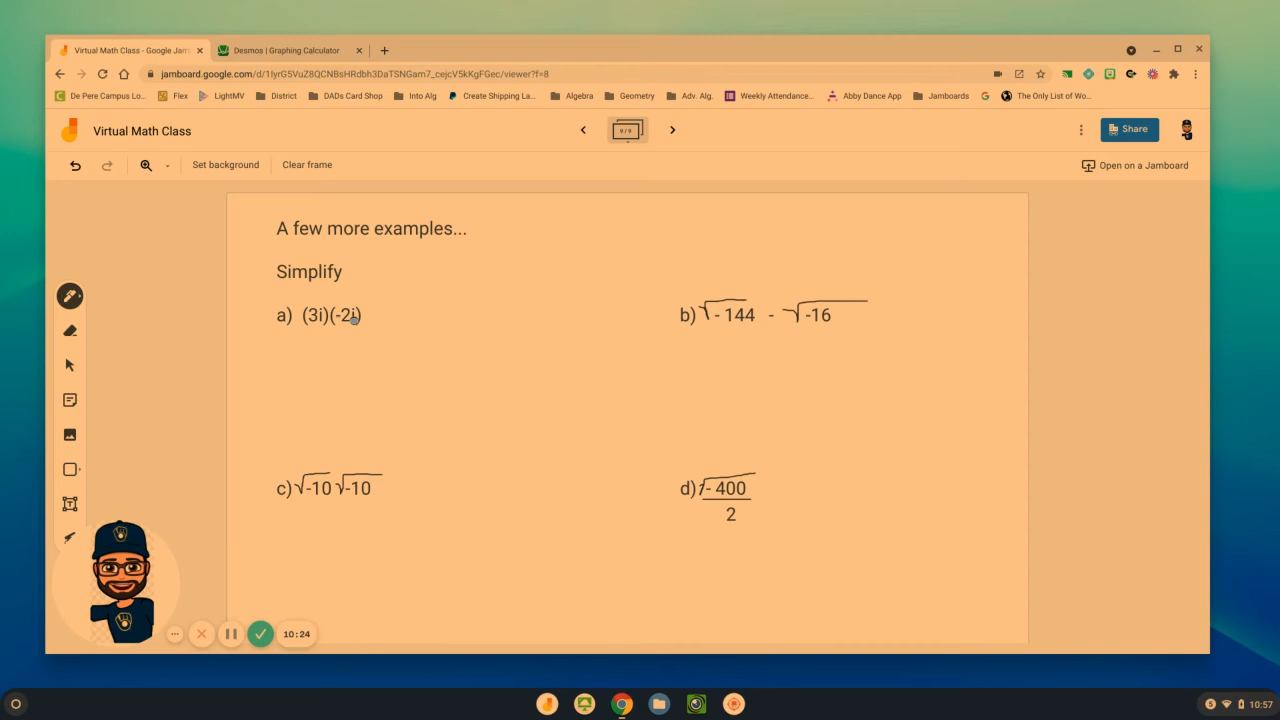 Virtual Math Class - Google Jam
Desmos | Graphing Calculator
jamboard.google.com/d/1IyrG5VuZ8QCNBsHRdbh3DaTSNGam7_cejcV5kKgFGec/viewer?f=8
De Pere Campus Lo... Flex LightMV District DADs Card Shop Into Alg Create Shipping La... Algebra Geometry Adv. Alg. Weekly Attendance... Abby Dance App Jamboards The Only List of Wo...
Virtual Math Class
9/9
Share
Set background Clear frame
Open on a Jamboard
A few more examples...
Simplify
a) (3i)(-2i)
b) √- 144 - √-16
c) √-10 √-10
d) √- 400
2
10:24
5 10:57